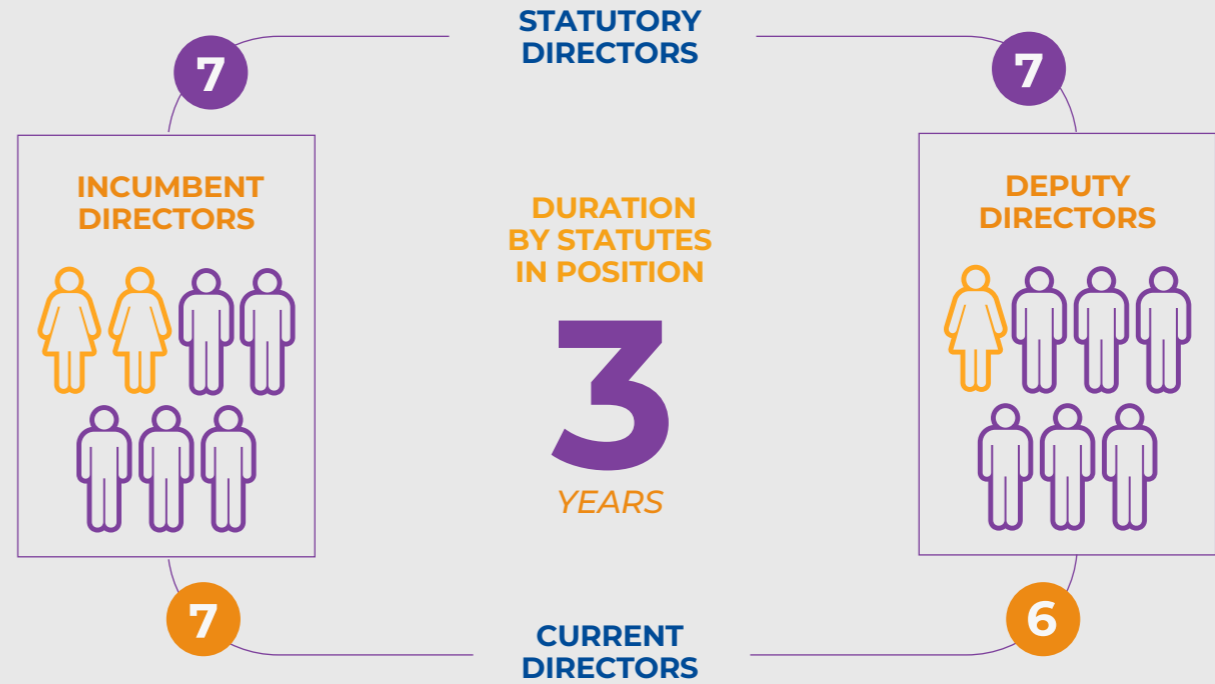 STATUTORY
DIRECTORS
7
7
INCUMBENT
DIRECTORS
DURATION
BY STATUTES
IN POSITION
3
YEARS
DEPUTY
DIRECTORS
7
6
CURRENT
DIRECTORS